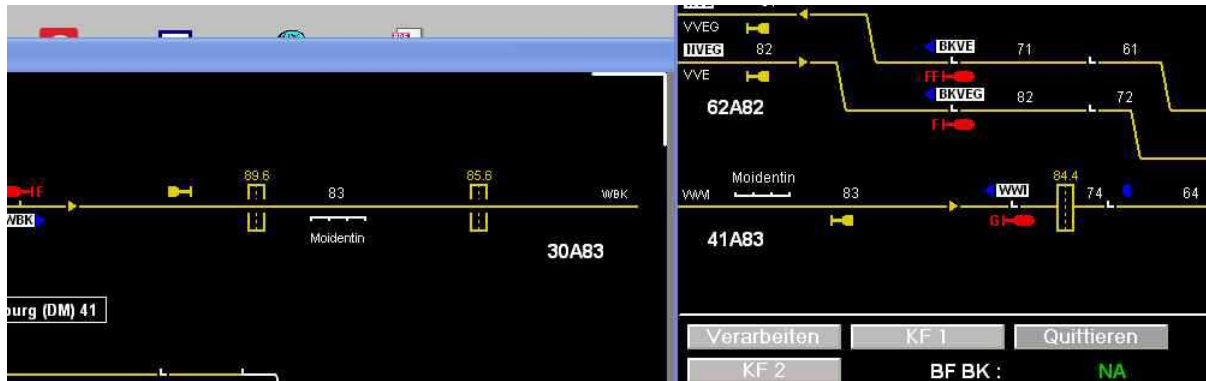 F
WBK
89.6
83
85.6
WBK
Moidentin
30A83
burg (DM) 41
VVEG
IIVEG
82
VVE
62A82
BKVE
71
61
FF
BKVEG
82
72
F
Moidentin
WWI
83
WWI
84.4
74
64
G
41A83
Verarbeiten
KF 1
Quittieren
KF 2
BF BK :
NA